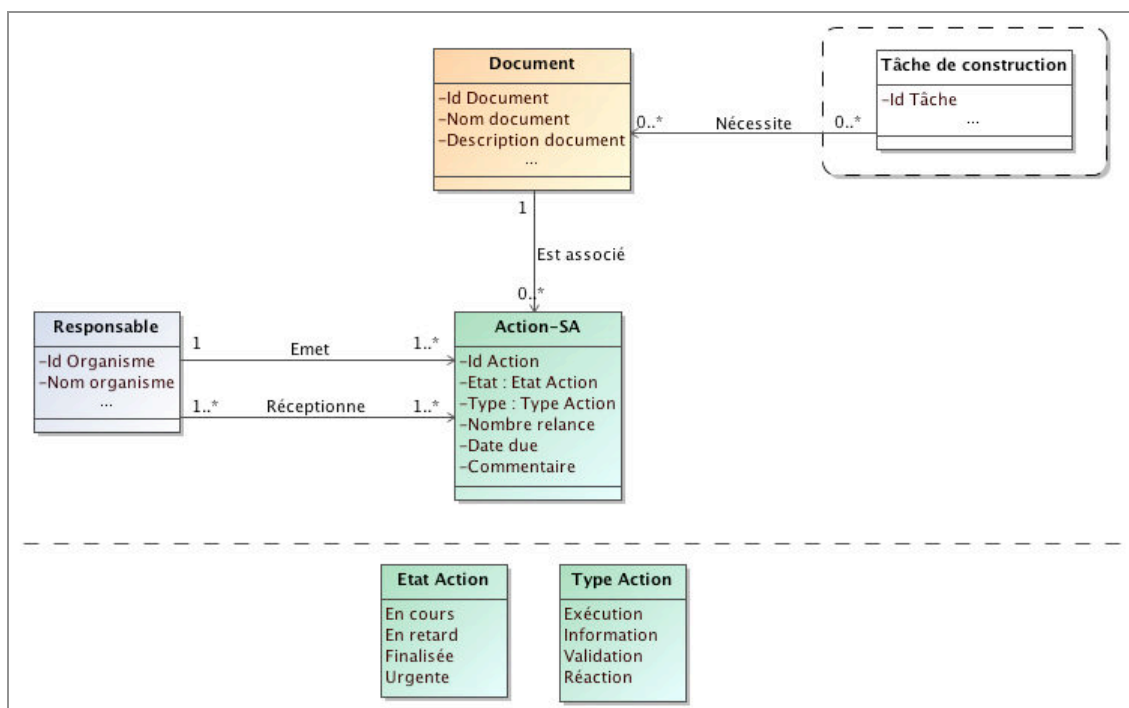 Document
-Id Document
-Nom document
-Description document
...
Tâche de construction
-Id Tâche
...
0..* Nécessite 0..*
1
Est associé
0..*
Responsable
-Id Organisme
-Nom organisme
...
1 Emet 1..*
1..* Réceptionne 1..*
Action-SA
-Id Action
-Etat : Etat Action
-Type : Type Action
-Nombre relance
-Date due
-Commentaire
Etat Action
En cours
En retard
Finalisée
Urgente
Type Action
Exécution
Information
Validation
Réaction